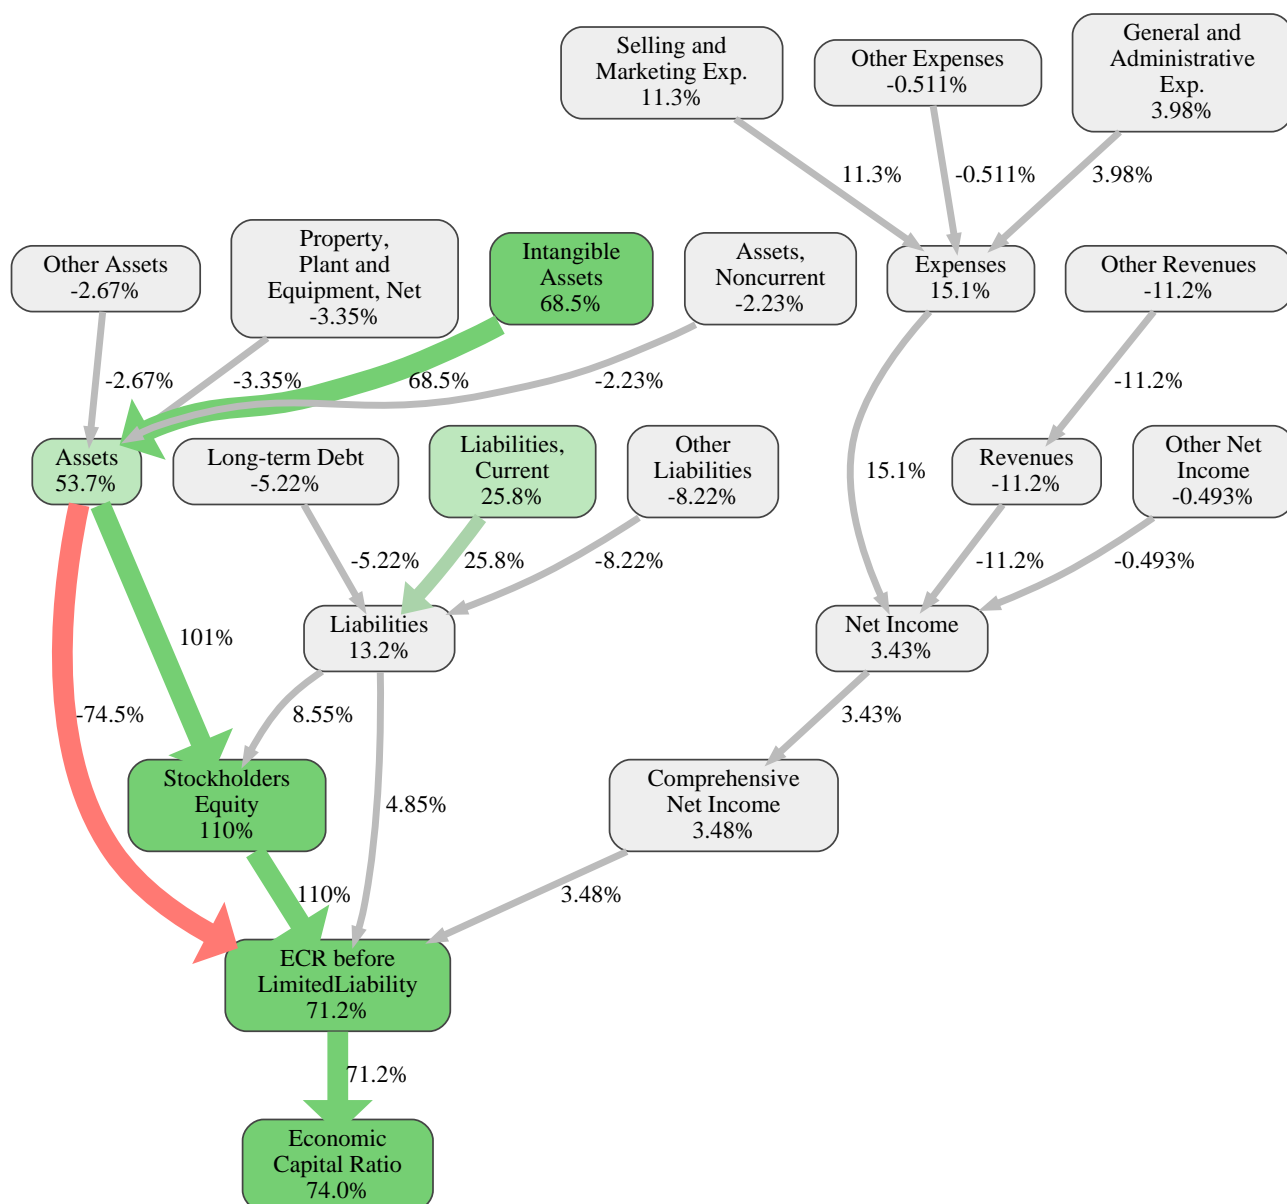 Selling and
Marketing Exp.
11.3%
Other Expenses
-0.511%
General and
Administrative
Exp.
3.98%
11.3%
-0.511%
3.98%
Other Assets
-2.67%
Property,
Plant and
Equipment, Net
-3.35%
Intangible
Assets
68.5%
Assets,
Noncurrent
-2.23%
Expenses
15.1%
Other Revenues
-11.2%
-2.67%
-3.35%
68.5%
-2.23%
-11.2%
Assets
53.7%
Long-term Debt
-5.22%
Liabilities,
Current
25.8%
Other
Liabilities
-8.22%
15.1%
Revenues
-11.2%
Other Net
Income
-0.493%
-5.22%
25.8%
-8.22%
-11.2%
-0.493%
101%
Liabilities
13.2%
Net Income
3.43%
-74.5%
8.55%
3.43%
Stockholders
Equity
110%
4.85%
Comprehensive
Net Income
3.48%
110%
3.48%
ECR before
LimitedLiability
71.2%
71.2%
Economic
Capital Ratio
74.0%